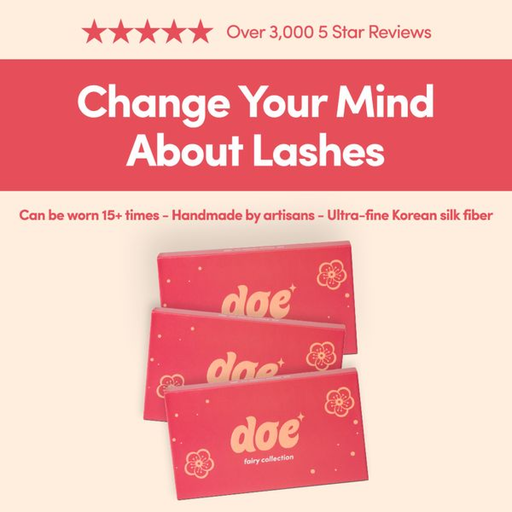 Over 3,000 5 Star Reviews
Change Your Mind
About Lashes
Can be worn 15+ times - Handmade by artisans - Ultra-fine Korean silk fiber
doe
doe
doe
fairy collection